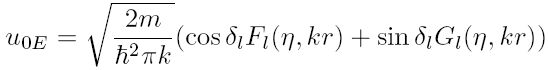 $u_{0E} = \sqrt{\frac{2m}{\hbar^2 \pi k}} (\cos \delta_l F_l(\eta, kr) + \sin \delta_l G_l(\eta, kr))$